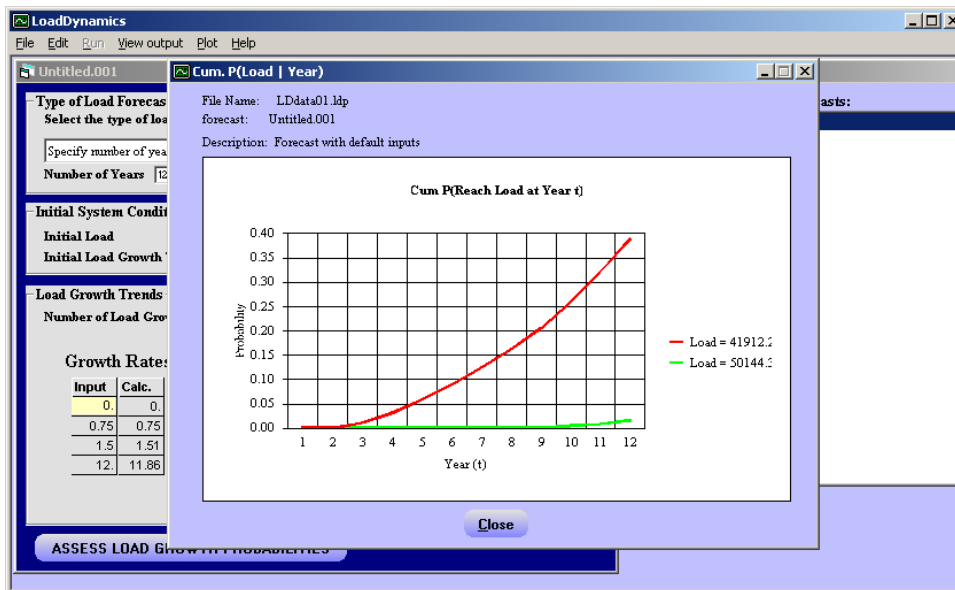 LoadDynamics
File Edit Run View output Plot Help
Untitled.001
Type of Load Forecas
Select the type of loa
Specify number of yea
Number of Years 12
Initial System Condit
Initial Load
Initial Load Growth
Load Growth Trends
Number of Load Gro
Growth Rates
Input Calc.
0. 0.
0.75 0.75
1.5 1.51
12. 11.86
ASSESS LOAD GROWTH PROBABILITIES
asts:
Cum. P(Load | Year)
File Name: LDdata01.ldp
forecast: Untitled.001
Description: Forecast with default inputs
Cum P(Reach Load at Year t)
Probability
0.40
0.35
0.30
0.25
0.20
0.15
0.10
0.05
0.00
1 2 3 4 5 6 7 8 9 10 11 12
Year (t)
Load = 41912.2
Load = 50144.3
Close